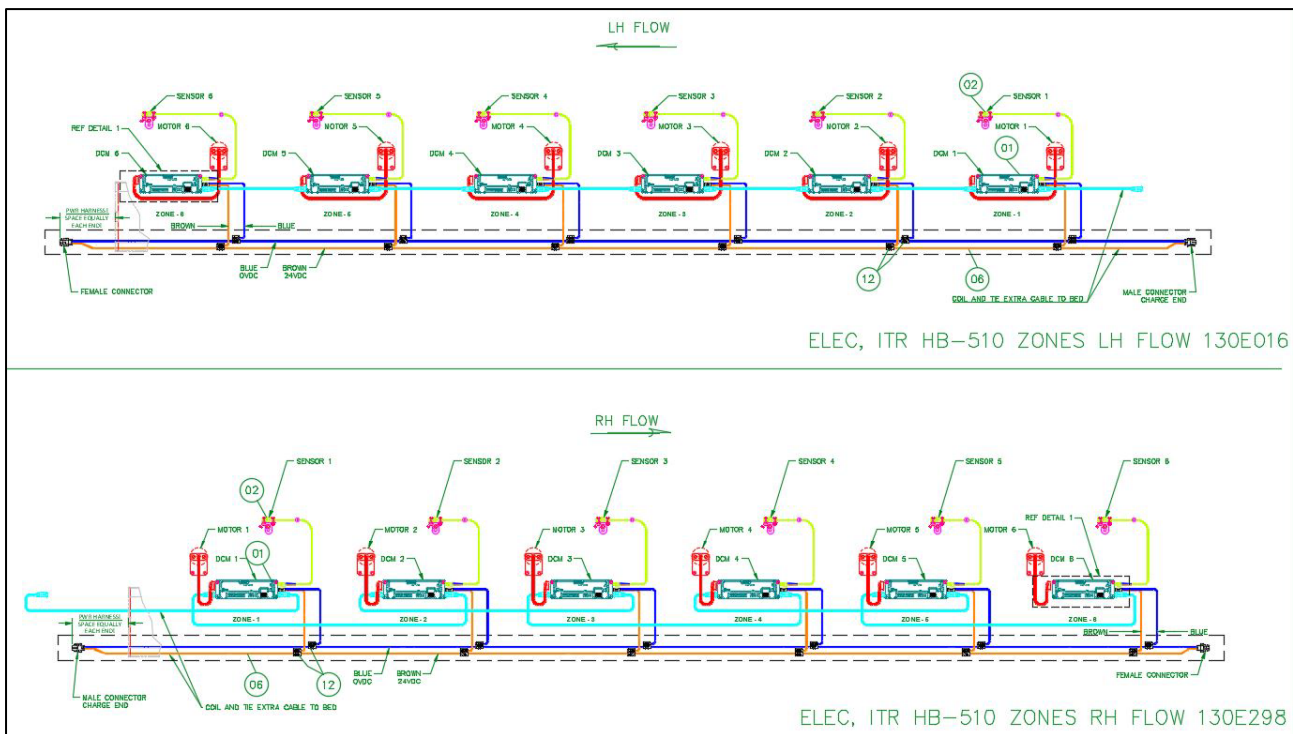 LH FLOW
SENSOR 6
SENSOR 5
SENSOR 4
SENSOR 3
SENSOR 2
02
SENSOR 1
REF DETAIL 1
MOTOR 6
MOTOR 5
MOTOR 4
MOTOR 3
MOTOR 2
MOTOR 1
DCM 6
DCM 5
DCM 4
DCM 3
DCM 2
DCM 1
01
ZONE-6
ZONE-5
ZONE-4
ZONE-3
ZONE-2
ZONE-1
PWR HARNESS
SPACE EQUALLY
EACH ENDS
BROWN
BLUE
BLUE
0VDC
BROWN
24VDC
12
06
FEMALE CONNECTOR
COIL AND TIE EXTRA CABLE TO BED
MALE CONNECTOR
CHARGE END
ELEC, ITR HB-510 ZONES LH FLOW 130E016
RH FLOW
SENSOR 1
SENSOR 2
SENSOR 3
SENSOR 4
SENSOR 5
SENSOR 6
02
REF DETAIL 1
MOTOR 1
MOTOR 2
MOTOR 3
MOTOR 4
MOTOR 5
MOTOR 6
DCM 1
01
DCM 2
DCM 3
DCM 4
DCM 5
DCM 6
ZONE-1
ZONE-2
ZONE-3
ZONE-4
ZONE-5
ZONE-6
PWR HARNESS
SPACE EQUALLY
EACH ENDS
BROWN
BLUE
MALE CONNECTOR
CHARGE END
06
12
BLUE
0VDC
BROWN
24VDC
FEMALE CONNECTOR
COIL AND TIE EXTRA CABLE TO BED
ELEC, ITR HB-510 ZONES RH FLOW 130E298